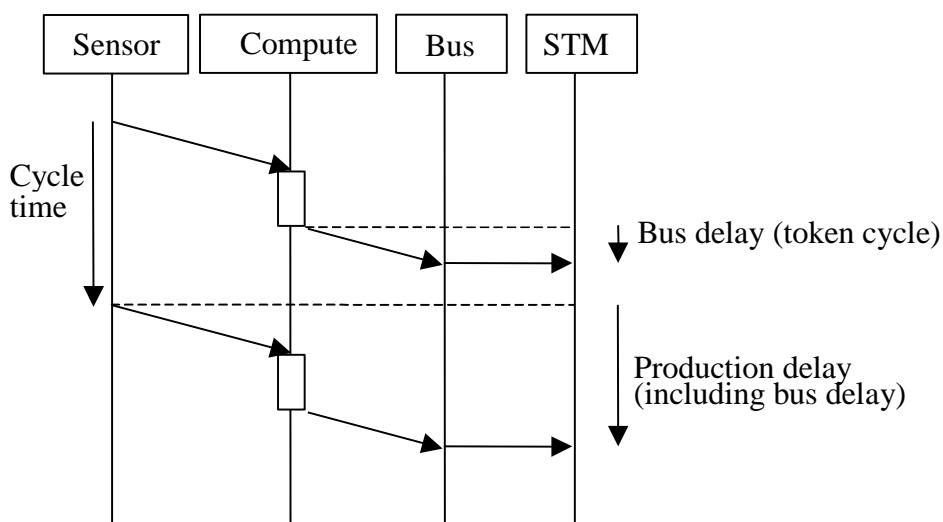 Sensor
Compute
Bus
STM
Cycle
time
Bus delay (token cycle)
Production delay
(including bus delay)